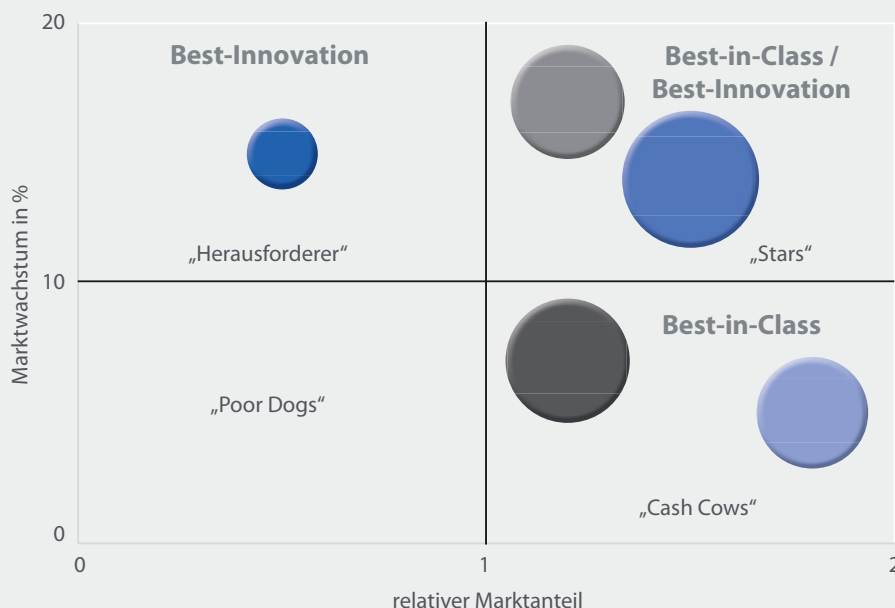 20
Best-Innovation
Best-in-Class /
Best-Innovation
„Herausforderer“
„Stars“
Marktwachstum in %
10
Best-in-Class
„Poor Dogs“
„Cash Cows“
0
0
1
2
relativer Marktanteil